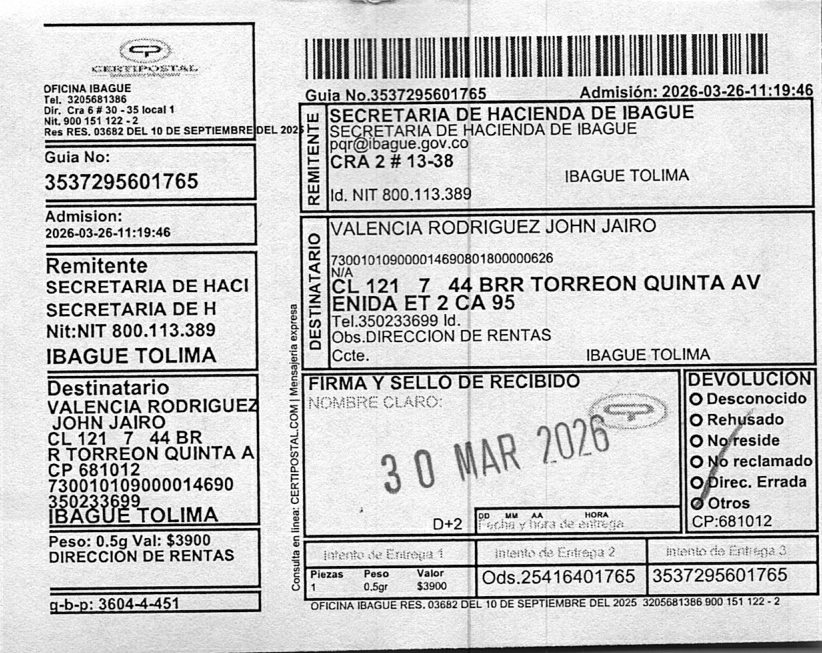 CERTIPOSTAL
OFICINA IBAGUE
Tel. 3205681386
Dir. Cra 6 # 30 - 35 local 1
Nit, 900 151 122 - 2
Res RES. 03682 DEL 10 DE SEPTIEMBRE DEL 2025
Guia No:
3537295601765
Admision:
2026-03-26-11:19:46
Remitente
SECRETARIA DE HACI
SECRETARIA DE H
Nit:NIT 800.113.389
IBAGUE TOLIMA
Destinatario
VALENCIA RODRIGUEZ
JOHN JAIRO
CL 121 7 44 BR
R TORREON QUINTA A
CP 681012
730010109000014690
350233699
IBAGUE TOLIMA
Peso: 0.5g Val: $3900
DIRECCION DE RENTAS
g-b-p: 3604-4-451
Consulta en línea: CERTIPOSTAL.COM | Mensajeria expresa
Guia No.3537295601765 Admisión: 2026-03-26-11:19:46
REMITENTE
SECRETARIA DE HACIENDA DE IBAGUE
SECRETARIA DE HACIENDA DE IBAGUE
pqr@ibague.gov.co
CRA 2 # 13-38
IBAGUE TOLIMA
Id. NIT 800.113.389
DESTINATARIO
VALENCIA RODRIGUEZ JOHN JAIRO
730010109000014690801800000626
N/A
CL 121 7 44 BRR TORREON QUINTA AV
ENIDA ET 2 CA 95
Tel.350233699 Id.
Obs.DIRECCION DE RENTAS
Ccte. IBAGUE TOLIMA
FIRMA Y SELLO DE RECIBIDO
NOMBRE CLARO:
30 MAR 2026
D+2
DD MM AA HORA
Fecha y hora de entrega
DEVOLUCIÓN
Desconocido
Rehusado
No reside
No reclamado
Direc. Errada
Otros
CP:681012
Intento de Entrega 1 Intento de Entrega 2 Intento de Entrega 3
Piezas Peso Valor
1 0.5gr $3900
Ods.25416401765 3537295601765
OFICINA IBAGUE RES. 03682 DEL 10 DE SEPTIEMBRE DEL 2025 3205681386 900 151 122 - 2